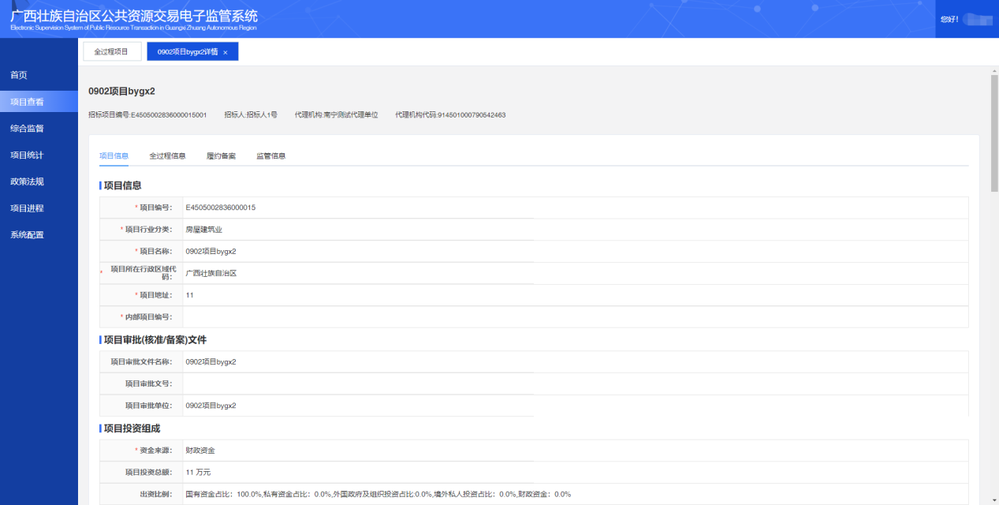 广西壮族自治区公共资源交易电子监管系统
Electronic Supervision System of Public Resource Transaction in Guangxi Zhuang Autonomous Region
您好!
全过程项目
0902项目bygx2详情 ×
首页
项目查看
综合监督
项目统计
政策法规
项目进程
系统配置
0902项目bygx2
招标项目编号:E4505002836000015001 招标人:招标人1号 代理机构:南宁测试代理单位 代理机构代码:914501000790542463
项目信息 全过程信息 履约备案 监管信息
项目信息
* 项目编号: E4505002836000015
* 项目行业分类: 房屋建筑业
* 项目名称: 0902项目bygx2
* 项目所在行政区域代
码: 广西壮族自治区
* 项目地址: 11
* 内部项目编号:
项目审批(核准/备案)文件
项目审批文件名称: 0902项目bygx2
项目审批文号:
项目审批单位: 0902项目bygx2
项目投资组成
* 资金来源: 财政资金
项目投资总额: 11 万元
出资比例: 国有资金占比: 100.0%,私有资金占比: 0.0%,外国政府及组织投资占比:0.0%,境外私人投资占比: 0.0%,财政资金: 0.0%